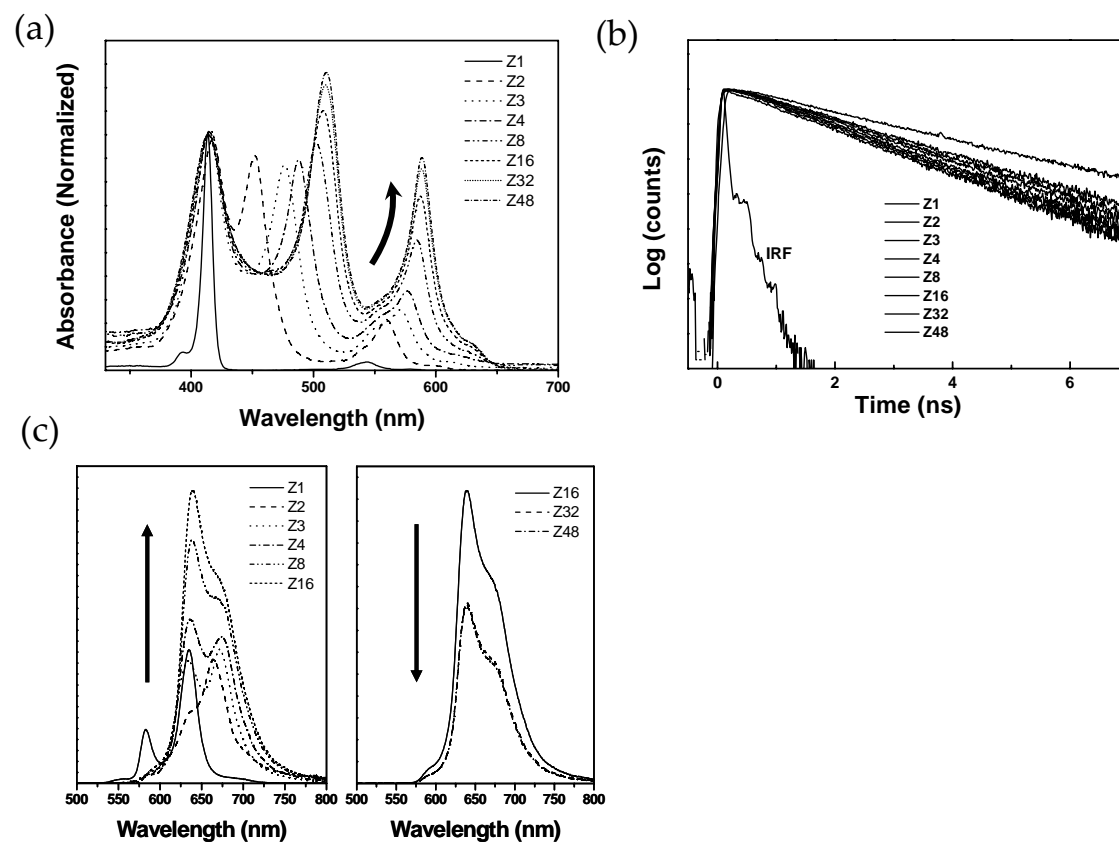 (a)
Absorbance (Normalized)
Z1
Z2
Z3
Z4
Z8
Z16
Z32
Z48
400 500 600 700
Wavelength (nm)
(b)
Log (counts)
IRF
Z1
Z2
Z3
Z4
Z8
Z16
Z32
Z48
0 2 4 6
Time (ns)
(c)
Z1
Z2
Z3
Z4
Z8
Z16
500 550 600 650 700 750 800
Wavelength (nm)
Z16
Z32
Z48
500 550 600 650 700 750 800
Wavelength (nm)